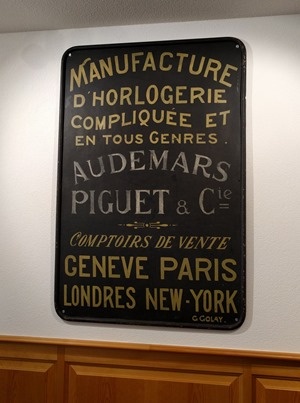 MANUFACTURE
D'HORLOGERIE
COMPLIQUÉE ET
EN TOUS GENRES.
AUDEMARS
PIGUET & Cie
COMPTOIRS DE VENTE
GENEVE PARIS
LONDRES NEW-YORK
G GOLAY.